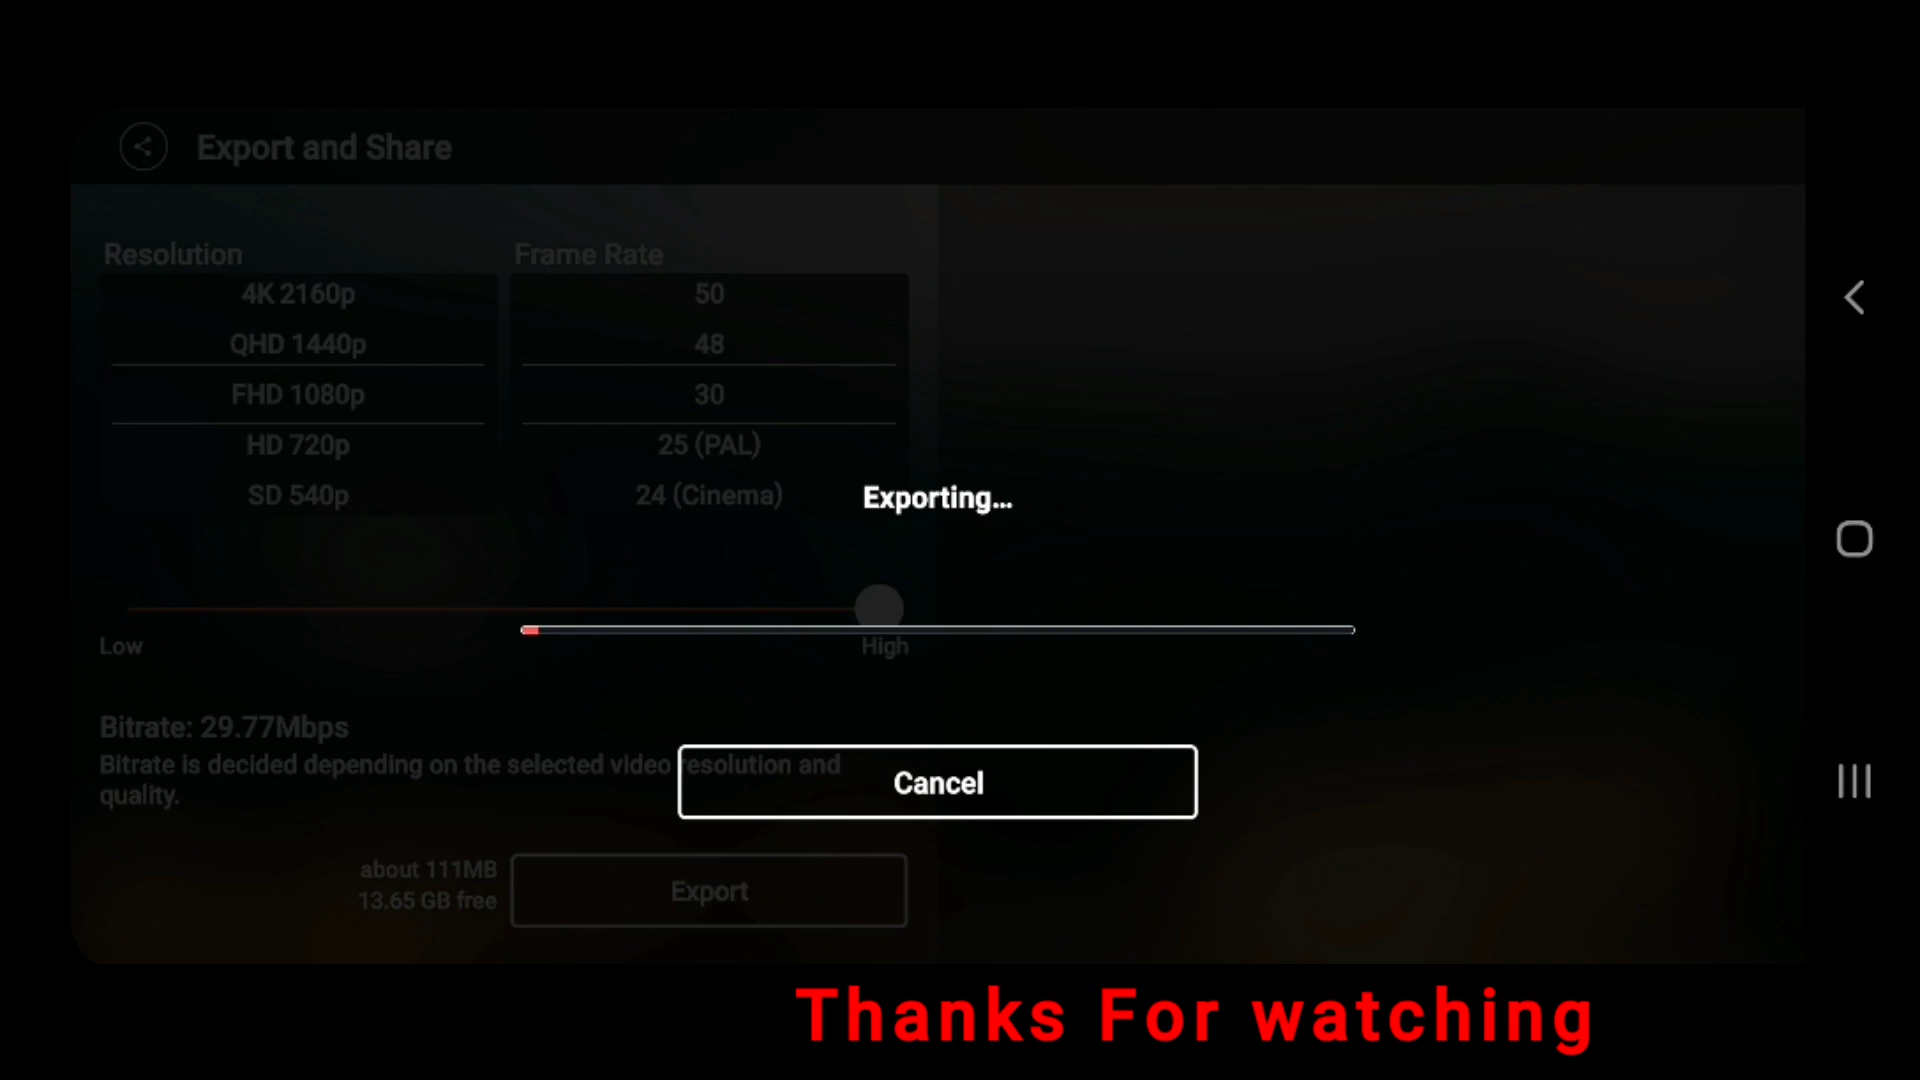 Export and Share
Resolution
Frame Rate
4K 2160p
50
QHD 1440p
48
FHD 1080p
30
HD 720p
25 (PAL)
SD 540p
24 (Cinema)
Exporting...
Low
High
Bitrate: 29.77Mbps
Bitrate is decided depending on the selected video resolution and
quality.
Cancel
about 111MB
13.65 GB free
Export
Thanks For watching